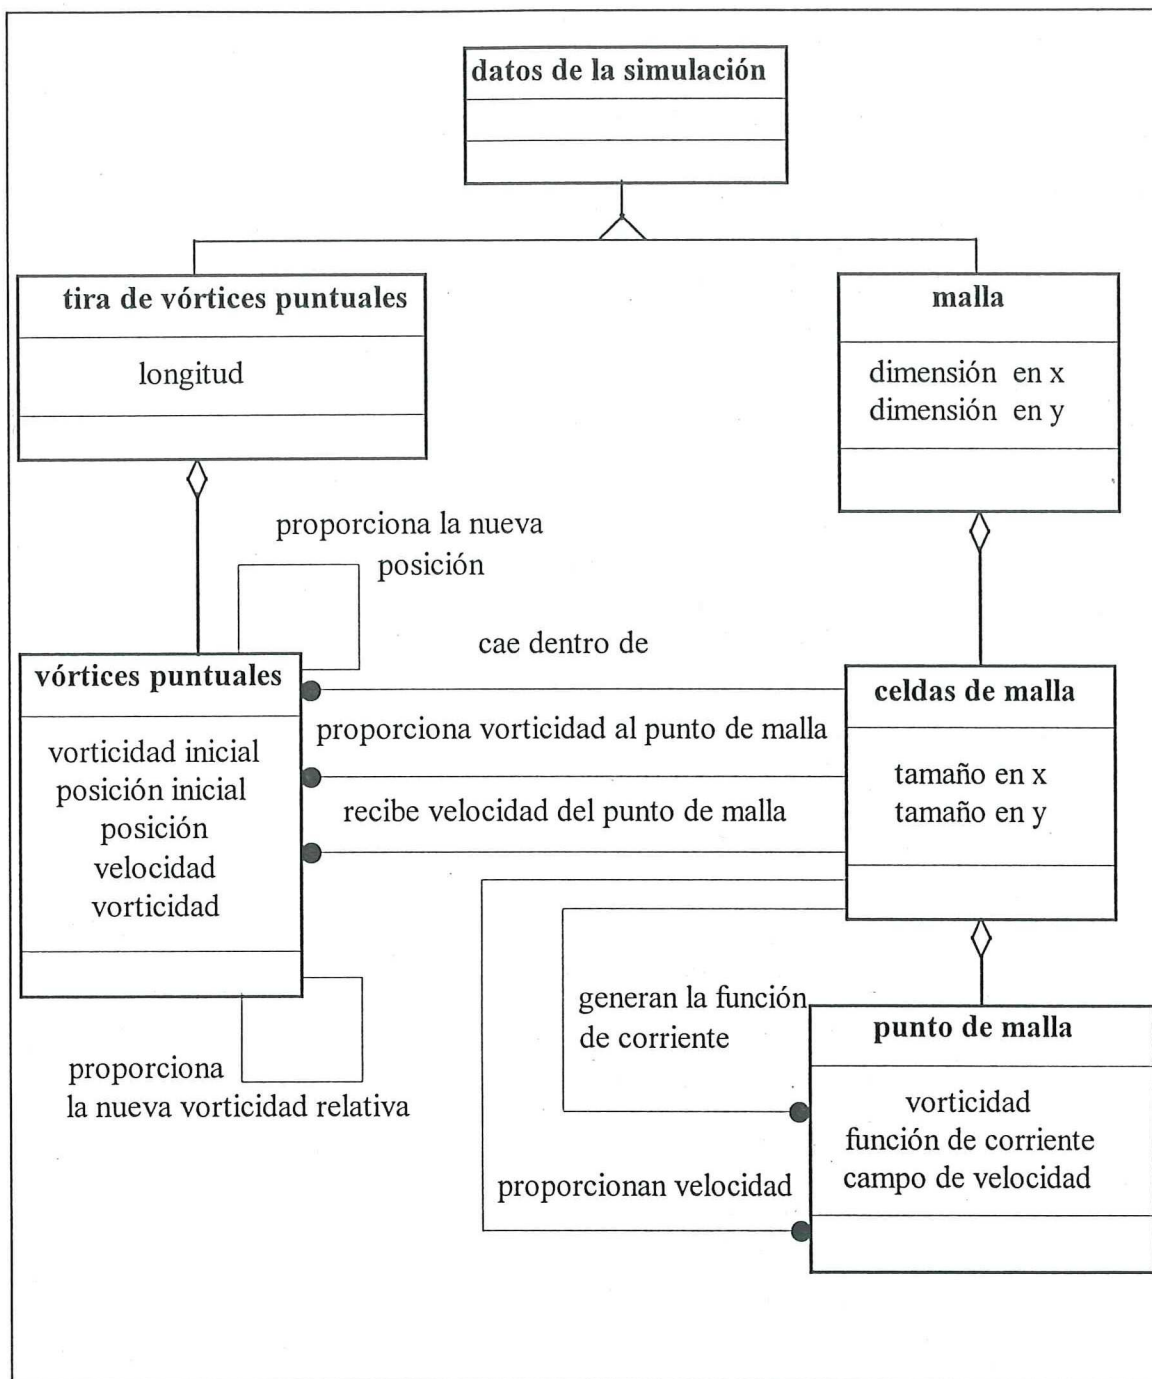 datos de la simulación
tira de vórtices puntuales
longitud
malla
dimensión en x
dimensión en y
proporciona la nueva
posición
cae dentro de
vórtices puntuales
vorticidad inicial
posición inicial
posición
velocidad
vorticidad
proporciona vorticidad al punto de malla
recibe velocidad del punto de malla
celdas de malla
tamaño en x
tamaño en y
generan la función
de corriente
proporciona
la nueva vorticidad relativa
proporcionan velocidad
punto de malla
vorticidad
función de corriente
campo de velocidad